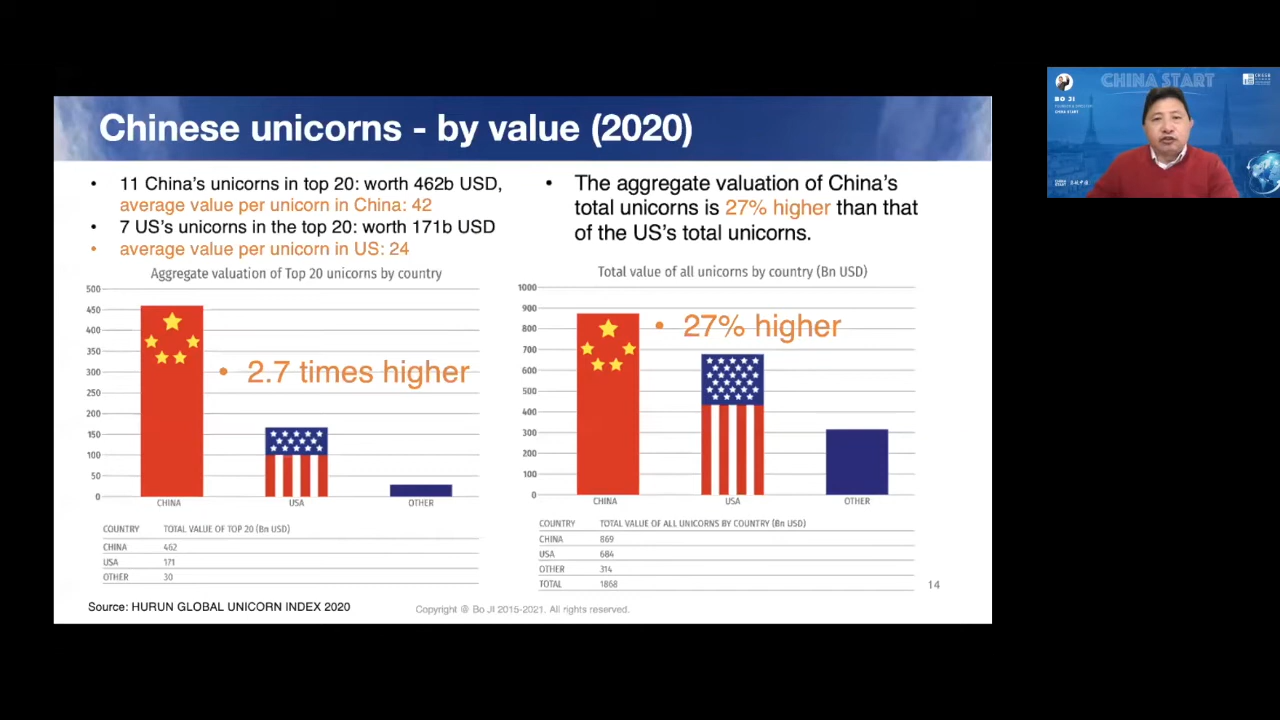 Chinese unicorns - by value (2020)
• 11 China's unicorns in top 20: worth 462b USD,
average value per unicorn in China: 42
• 7 US's unicorns in the top 20: worth 171b USD
• average value per unicorn in US: 24
• The aggregate valuation of China's
total unicorns is 27% higher than that
of the US's total unicorns.
Aggregate valuation of Top 20 unicorns by country
500
450
400
350
300
250
200
150
100
50
0
• 2.7 times higher
CHINA
USA
OTHER
COUNTRY TOTAL VALUE OF TOP 20 (Bn USD)
CHINA 462
USA 171
OTHER 30
Total value of all unicorns by country (Bn USD)
1000
900
800
700
600
500
400
300
200
100
0
• 27% higher
CHINA
USA
OTHER
COUNTRY TOTAL VALUE OF ALL UNICORNS BY COUNTRY (Bn USD)
CHINA 869
USA 684
OTHER 314
TOTAL 1868
14
Source: HURUN GLOBAL UNICORN INDEX 2020
Copyright @ Bo JI 2015-2021. All rights reserved.
CHINA START
BO JI
CHINA START